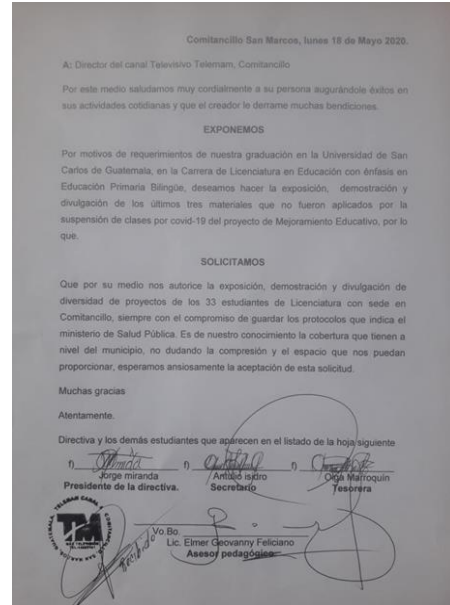 Comitancillo San Marcos, lunes 18 de Mayo 2020.
A: Director del canal Televisivo Telemam, Comitancillo
Por este medio saludamos muy cordialmente a su persona augurándole éxitos en
sus actividades cotidianas y que el creador le derrame muchas bendiciones.
EXPONEMOS
Por motivos de requerimientos de nuestra graduación en la Universidad de San
Carlos de Guatemala, en la Carrera de Licenciatura en Educación con énfasis en
Educación Primaria Bilingüe, deseamos hacer la exposición, demostración y
divulgación de los últimos tres materiales que no fueron aplicados por la
suspensión de clases por covid-19 del proyecto de Mejoramiento Educativo, por lo
que.
SOLICITAMOS
Que por su medio nos autorice la exposición, demostración y divulgación de
diversidad de proyectos de los 33 estudiantes de Licenciatura con sede en
Comitancillo, siempre con el compromiso de guardar los protocolos que indica el
ministerio de Salud Pública. Es de nuestro conocimiento la cobertura que tienen a
nivel del municipio, no dudando la compresión y el espacio que nos puedan
proporcionar, esperamos ansiosamente la aceptación de esta solicitud.
Muchas gracias
Atentamente.
Directiva y los demás estudiantes que aparecen en el listado de la hoja siguiente
f) f) f)
Jorge miranda Antulio isidro Olga Marroquin
Presidente de la directiva. Secretario Tesorera
TM
Recibido
Vo.Bo.
Lic. Elmer Geovanny Feliciano
Asesor pedagógico